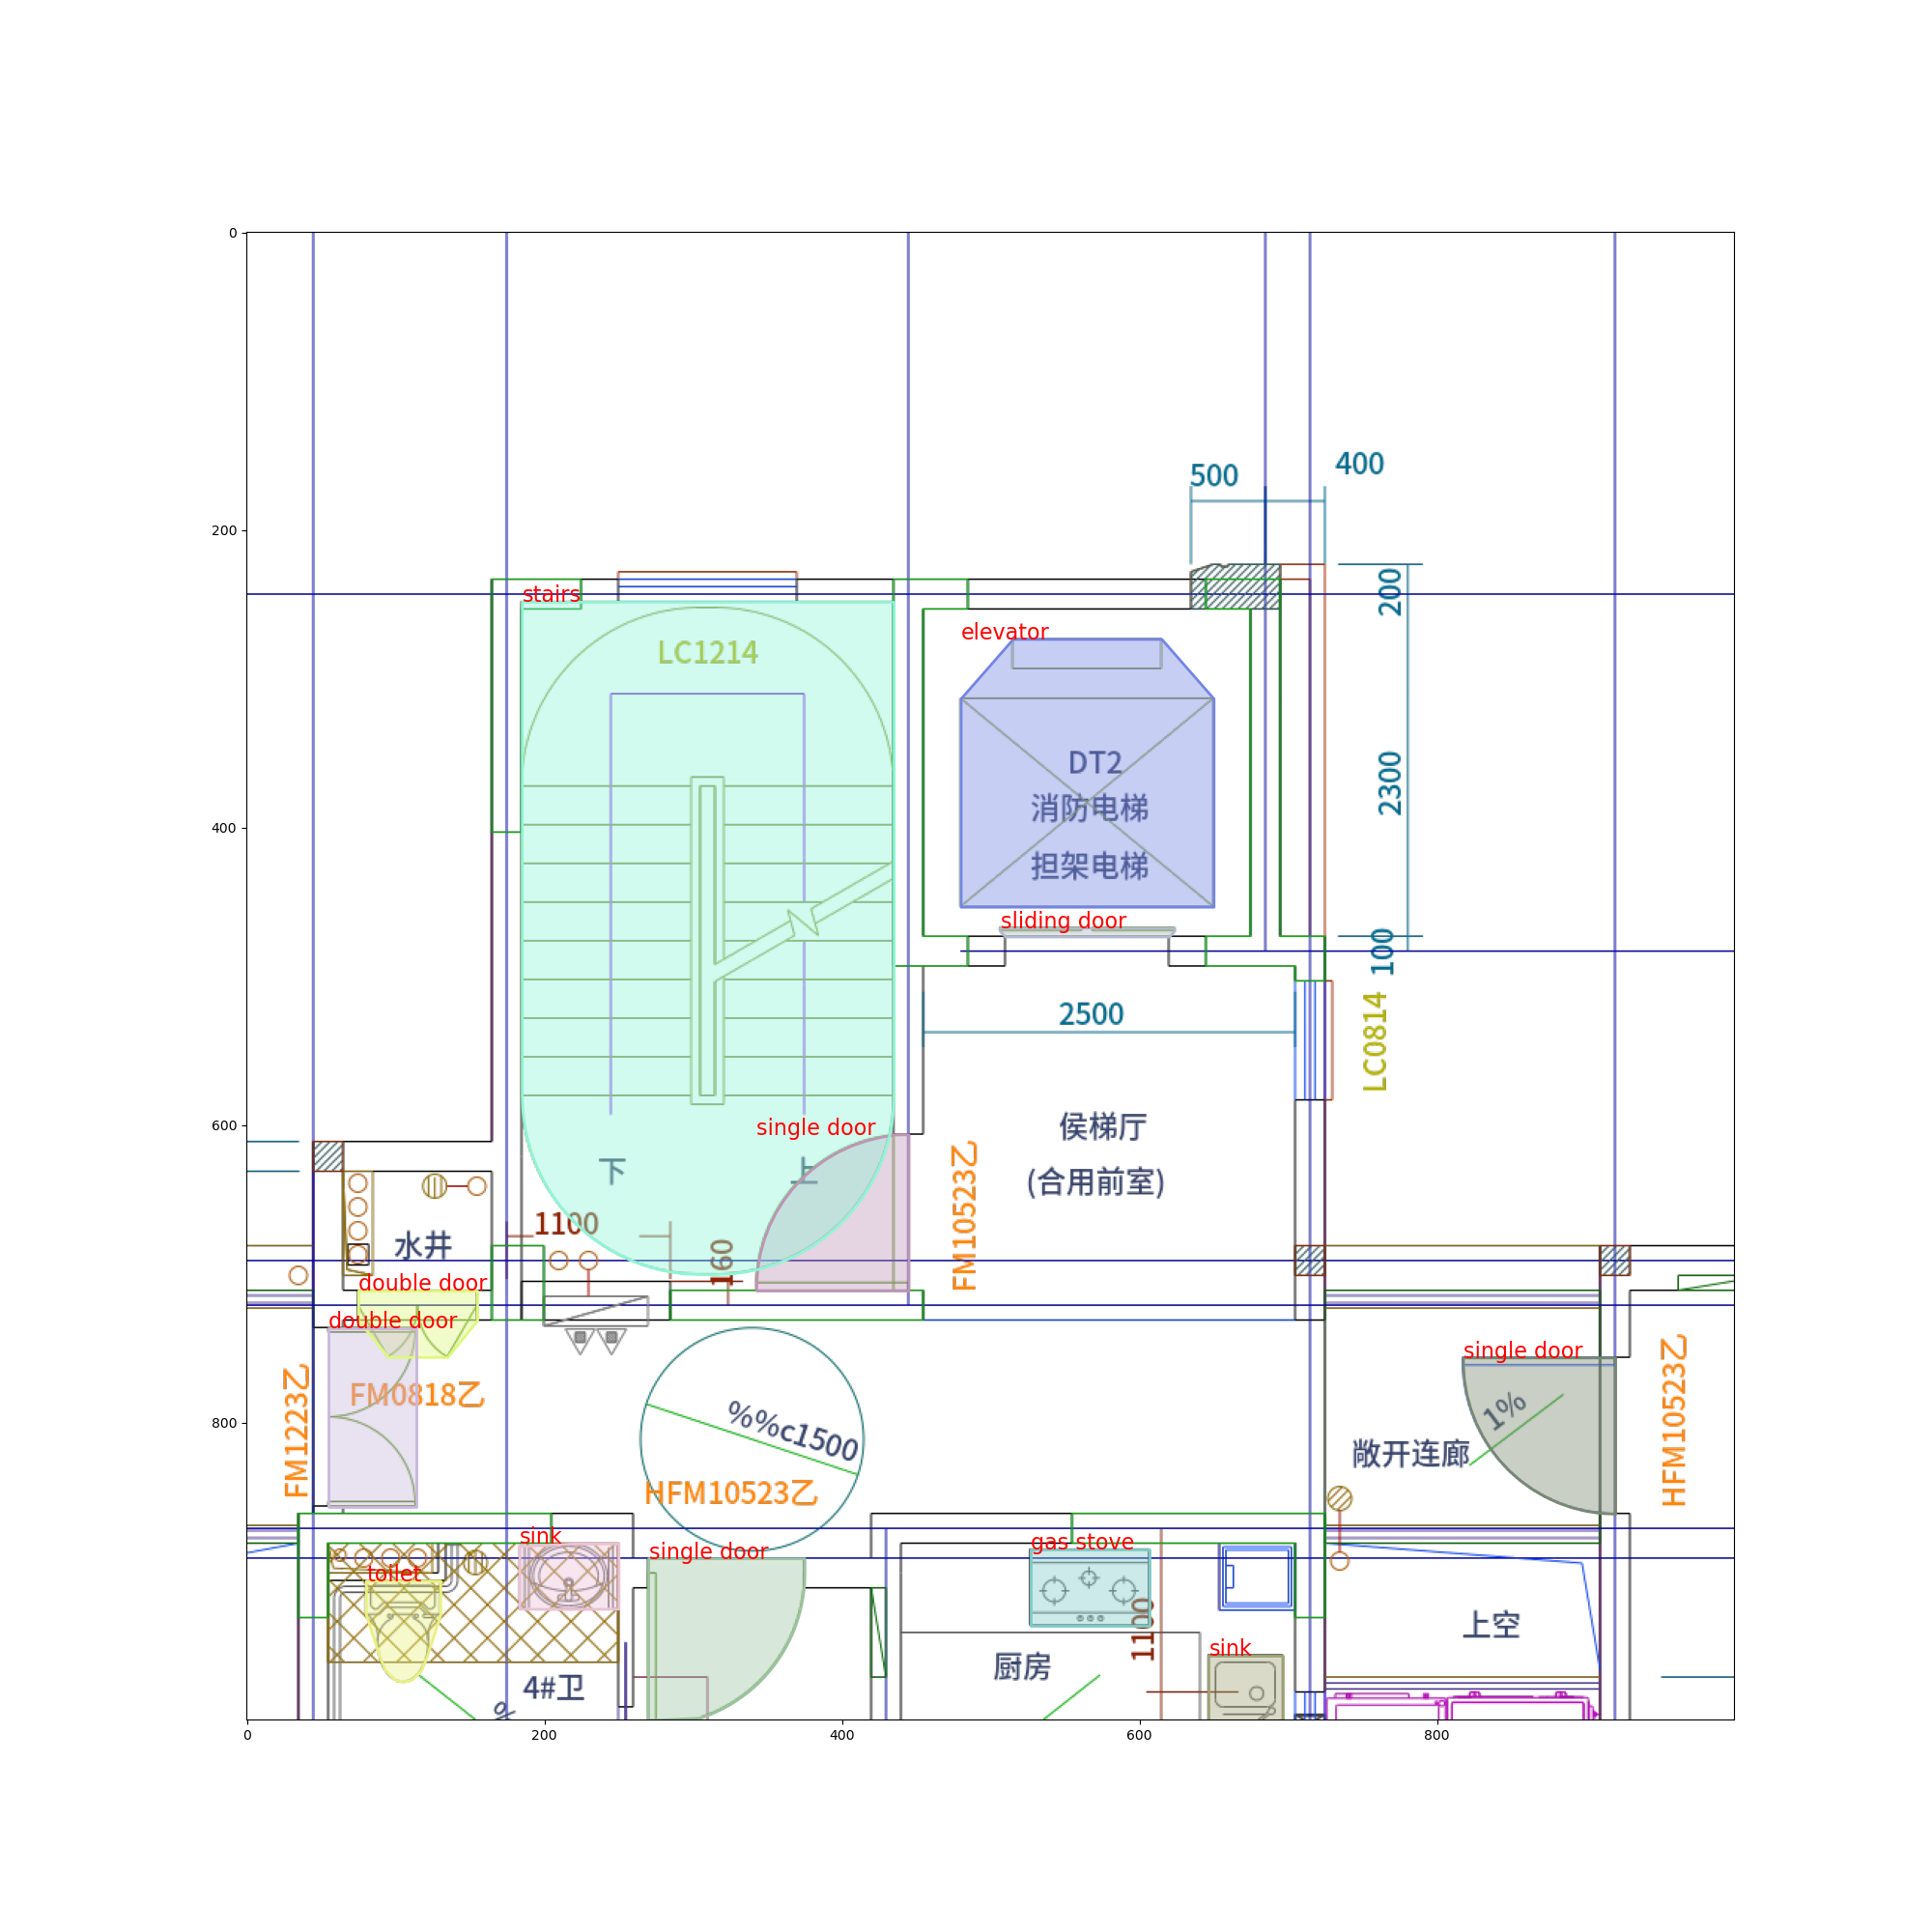 0
200
400
600
800
0
200
400
600
800
500
400
200
2300
100
stairs
LC1214
elevator
DT2
消防电梯
担架电梯
sliding door
2500
LC0814
侯梯厅
(合用前室)
single door
下
上
FM10523乙
1100
160
水井
double door
double door
FM0818乙
FM1223乙
%%c1500
HFM10523乙
single door
1%
敞开连廊
HFM10523乙
sink
single door
toilet
4#卫
%
gas stove
1100
厨房
sink
上空